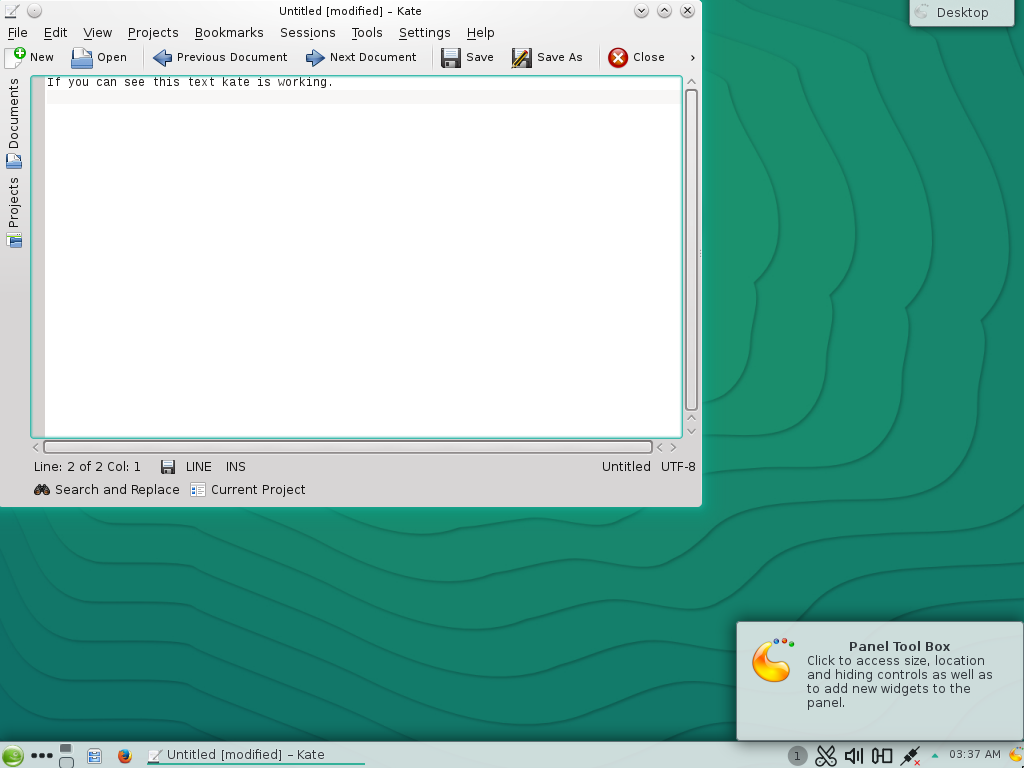 Untitled [modified] – Kate
Desktop
File Edit View Projects Bookmarks Sessions Tools Settings Help
New Open Previous Document Next Document Save Save As Close
Documents
Projects
If you can see this text kate is working.
Line: 2 of 2 Col: 1 LINE INS Untitled UTF-8
Search and Replace Current Project
Panel Tool Box
Click to access size, location
and hiding controls as well as
to add new widgets to the
panel.
Untitled [modified] – Kate 1 03:37 AM